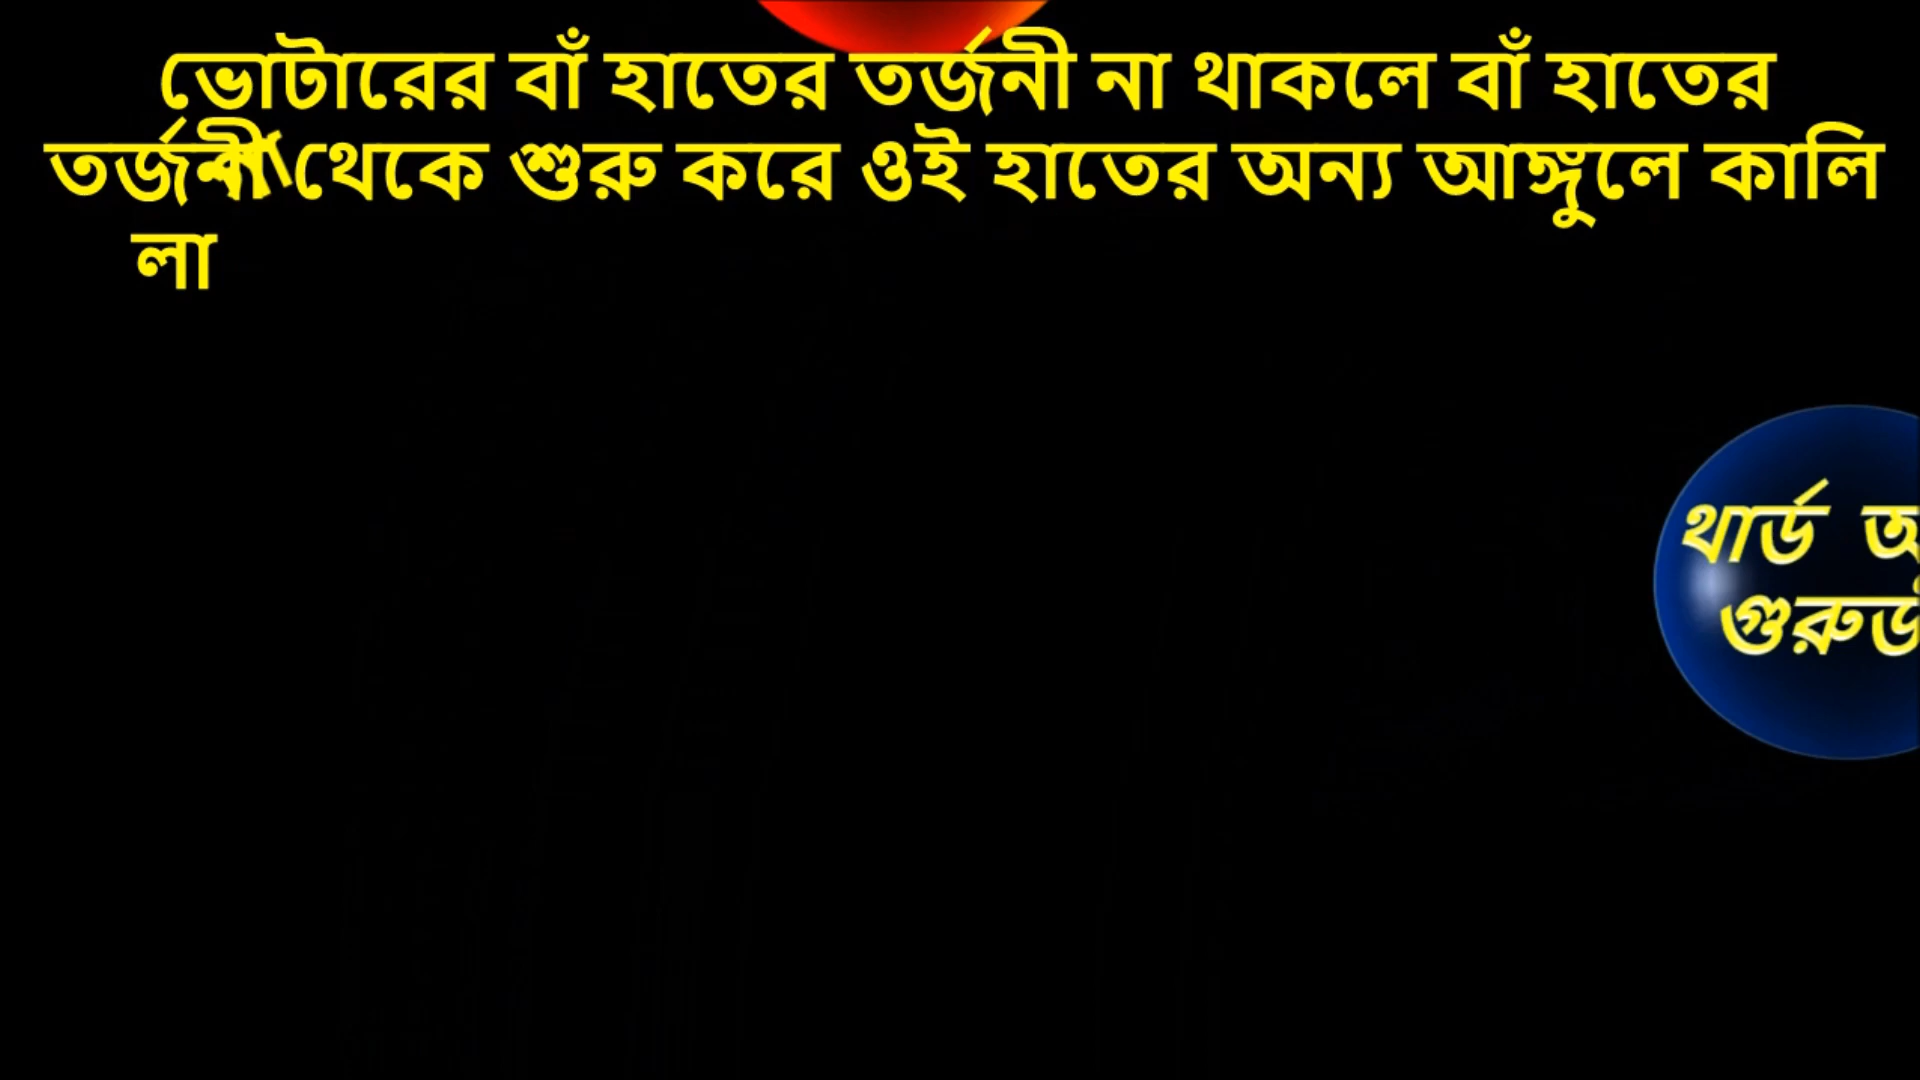 ভোটারের বাঁ হাতের তর্জনী না থাকলে বাঁ হাতের
তর্জনী থেকে শুরু করে ওই হাতের অন্য আঙ্গুলে কালি
লা
থার্ড